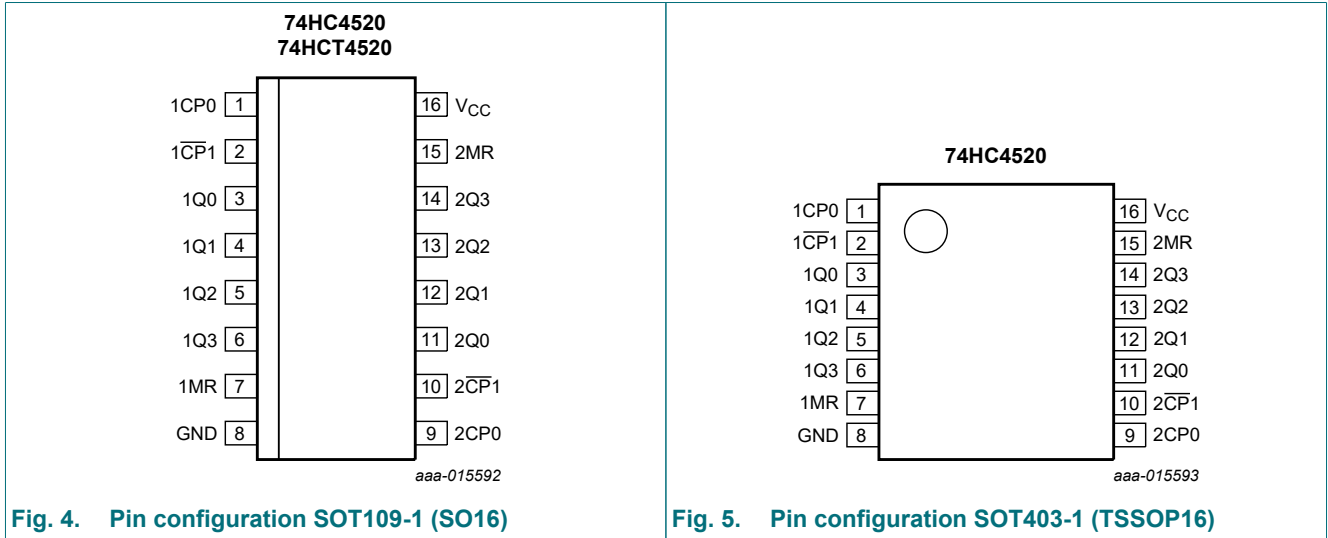 74HC4520
74HCT4520
1CP0 1
1C̅P̅1 2
1Q0 3
1Q1 4
1Q2 5
1Q3 6
1MR 7
GND 8
16 VCC
15 2MR
14 2Q3
13 2Q2
12 2Q1
11 2Q0
10 2C̅P̅1
9 2CP0
aaa-015592
Fig. 4. Pin configuration SOT109-1 (SO16)
74HC4520
1CP0 1
1C̅P̅1 2
1Q0 3
1Q1 4
1Q2 5
1Q3 6
1MR 7
GND 8
16 VCC
15 2MR
14 2Q3
13 2Q2
12 2Q1
11 2Q0
10 2C̅P̅1
9 2CP0
aaa-015593
Fig. 5. Pin configuration SOT403-1 (TSSOP16)